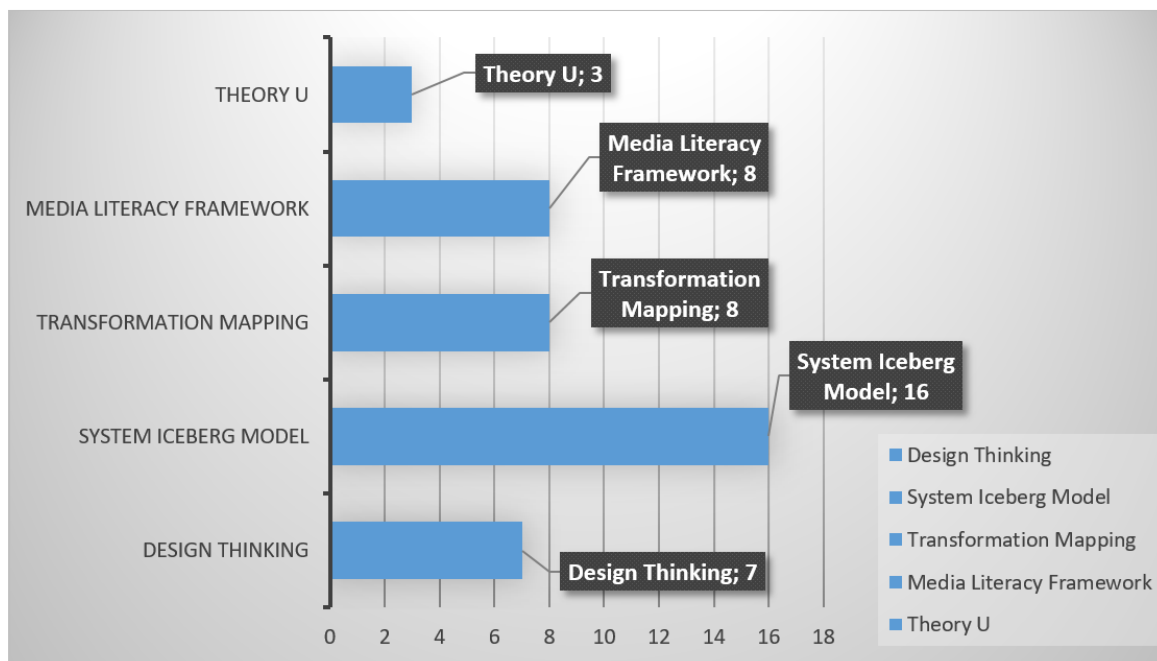 THEORY U
Theory U; 3
MEDIA LITERACY FRAMEWORK
Media Literacy
Framework; 8
TRANSFORMATION MAPPING
Transformation
Mapping; 8
SYSTEM ICEBERG MODEL
System Iceberg
Model; 16
DESIGN THINKING
Design Thinking; 7
0 2 4 6 8 10 12 14 16 18
Design Thinking
System Iceberg Model
Transformation Mapping
Media Literacy Framework
Theory U